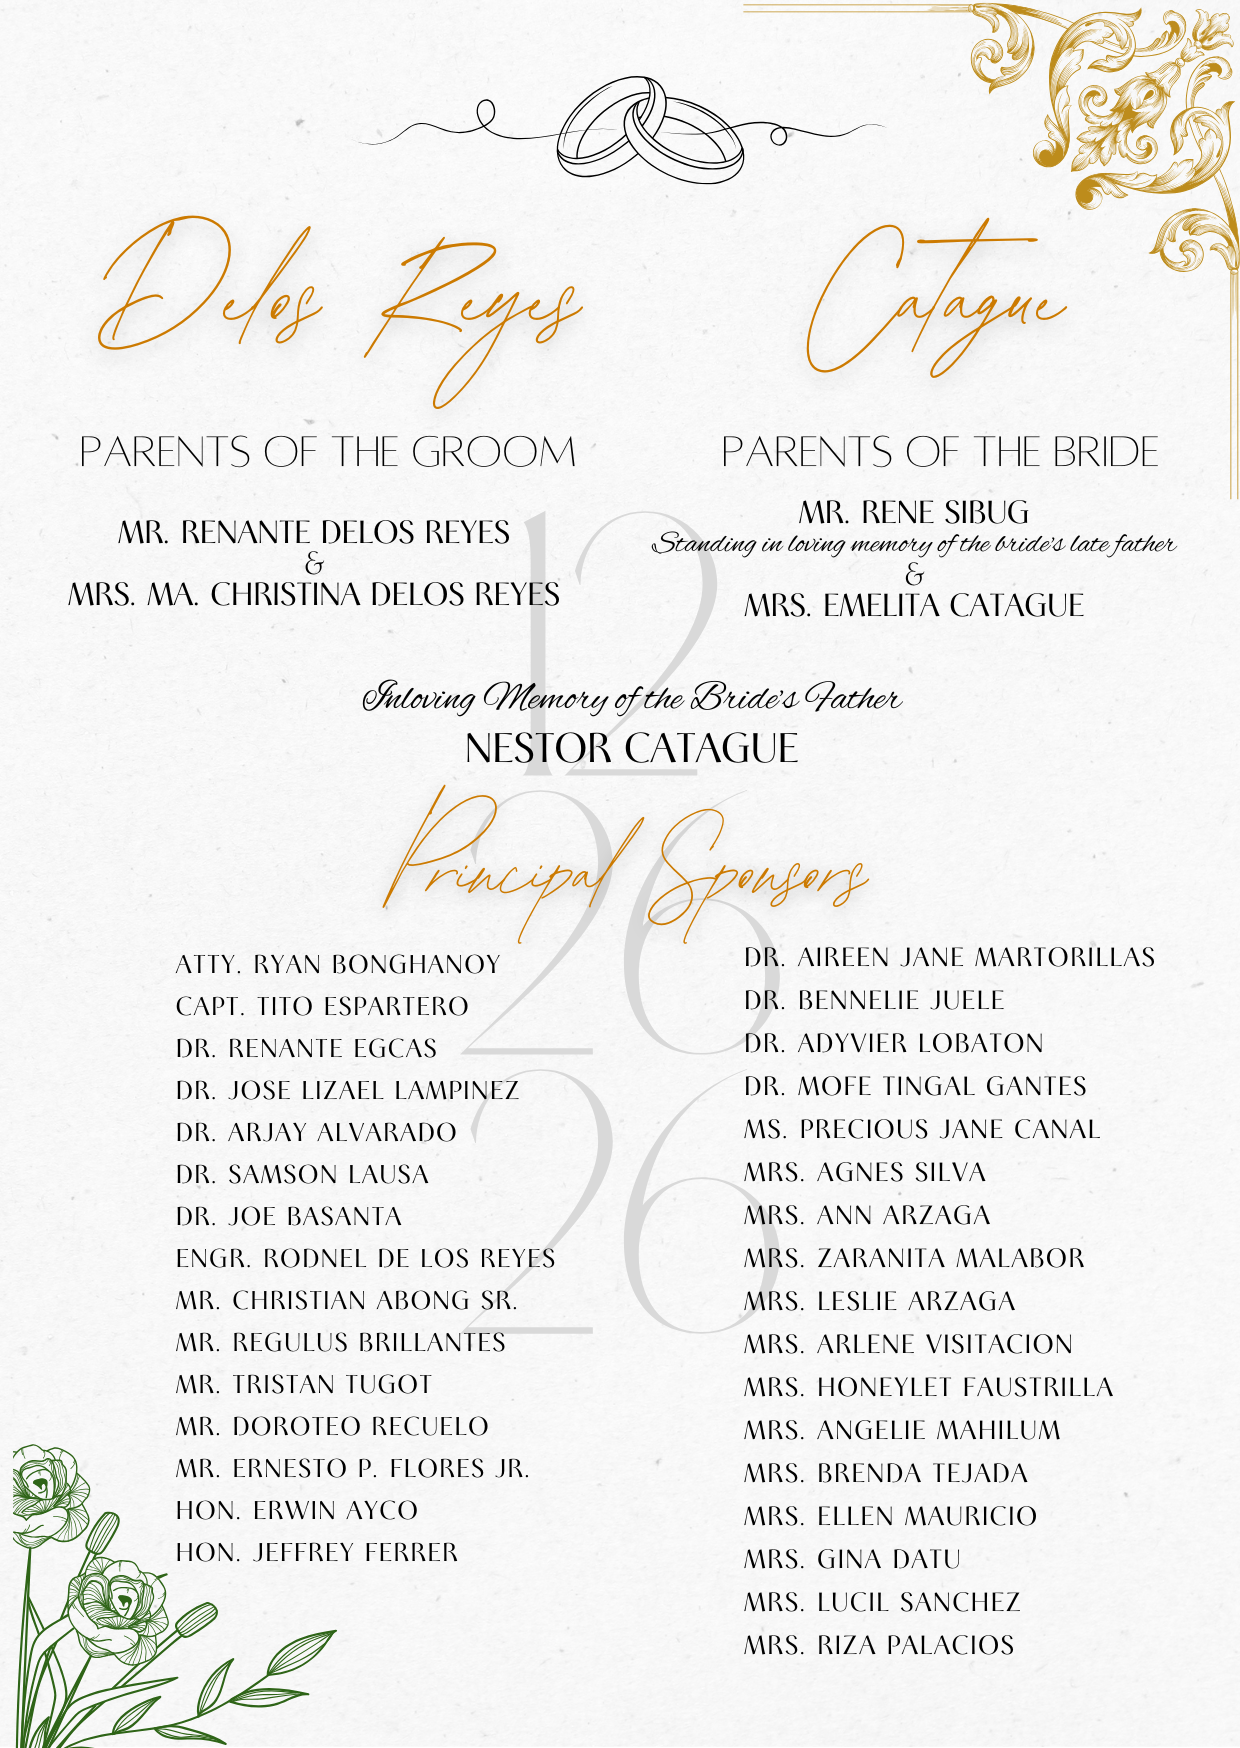 Delos Reyes
PARENTS OF THE GROOM
MR. RENANTE DELOS REYES
&
MRS. MA. CHRISTINA DELOS REYES
Catague
PARENTS OF THE BRIDE
MR. RENE SIBUG
Standing in loving memory of the bride's late father
&
MRS. EMELITA CATAGUE
12
26
26
Inloving Memory of the Bride's Father
NESTOR CATAGUE
Principal Sponsors
ATTY. RYAN BONGHANOY
CAPT. TITO ESPARTERO
DR. RENANTE EGCAS
DR. JOSE LIZAEL LAMPINEZ
DR. ARJAY ALVARADO
DR. SAMSON LAUSA
DR. JOE BASANTA
ENGR. RODNEL DE LOS REYES
MR. CHRISTIAN ABONG SR.
MR. REGULUS BRILLANTES
MR. TRISTAN TUGOT
MR. DOROTEO RECUELO
MR. ERNESTO P. FLORES JR.
HON. ERWIN AYCO
HON. JEFFREY FERRER
DR. AIREEN JANE MARTORILLAS
DR. BENNELIE JUELE
DR. ADYVIER LOBATON
DR. MOFE TINGAL GANTES
MS. PRECIOUS JANE CANAL
MRS. AGNES SILVA
MRS. ANN ARZAGA
MRS. ZARANITA MALABOR
MRS. LESLIE ARZAGA
MRS. ARLENE VISITACION
MRS. HONEYLET FAUSTRILLA
MRS. ANGELIE MAHILUM
MRS. BRENDA TEJADA
MRS. ELLEN MAURICIO
MRS. GINA DATU
MRS. LUCIL SANCHEZ
MRS. RIZA PALACIOS